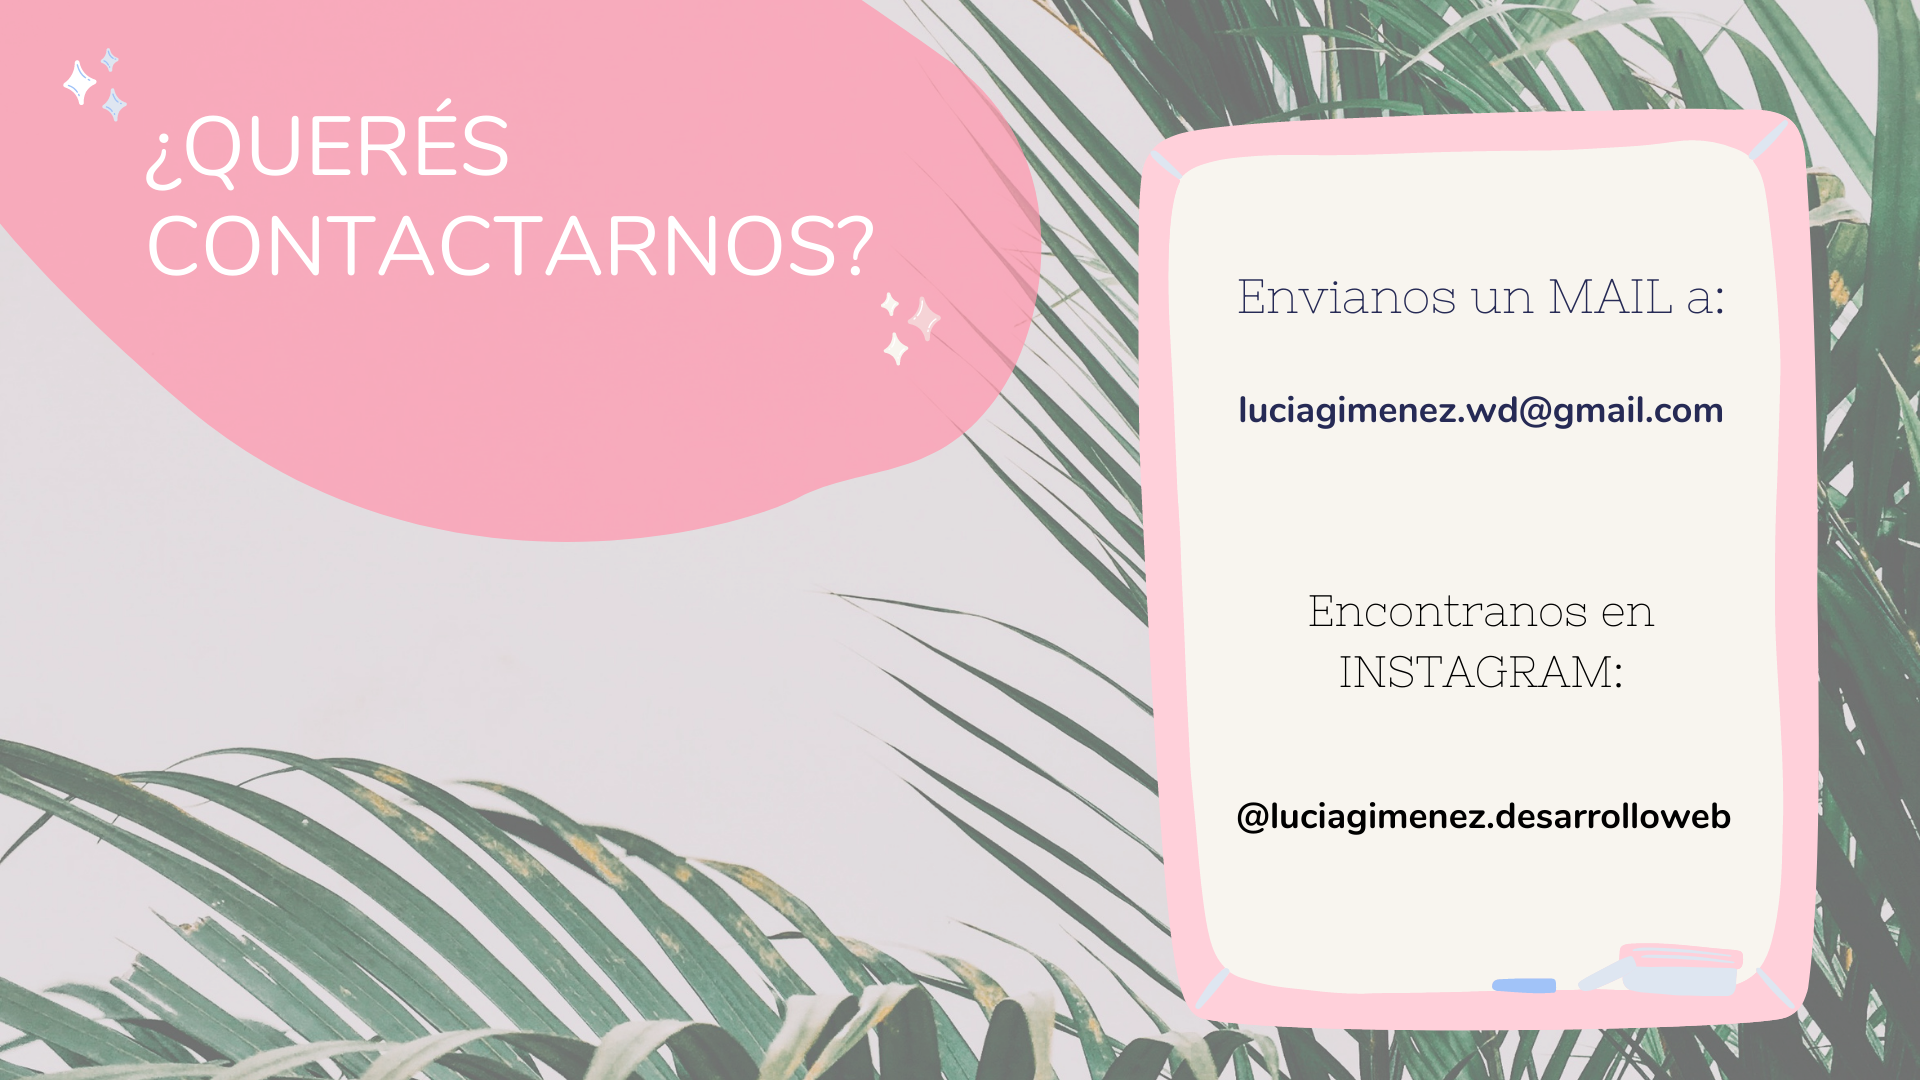 ¿QUERÉS
CONTACTARNOS?
Envianos un MAIL a:
luciagimenez.wd@gmail.com
Encontranos en
INSTAGRAM:
@luciagimenez.desarrolloweb